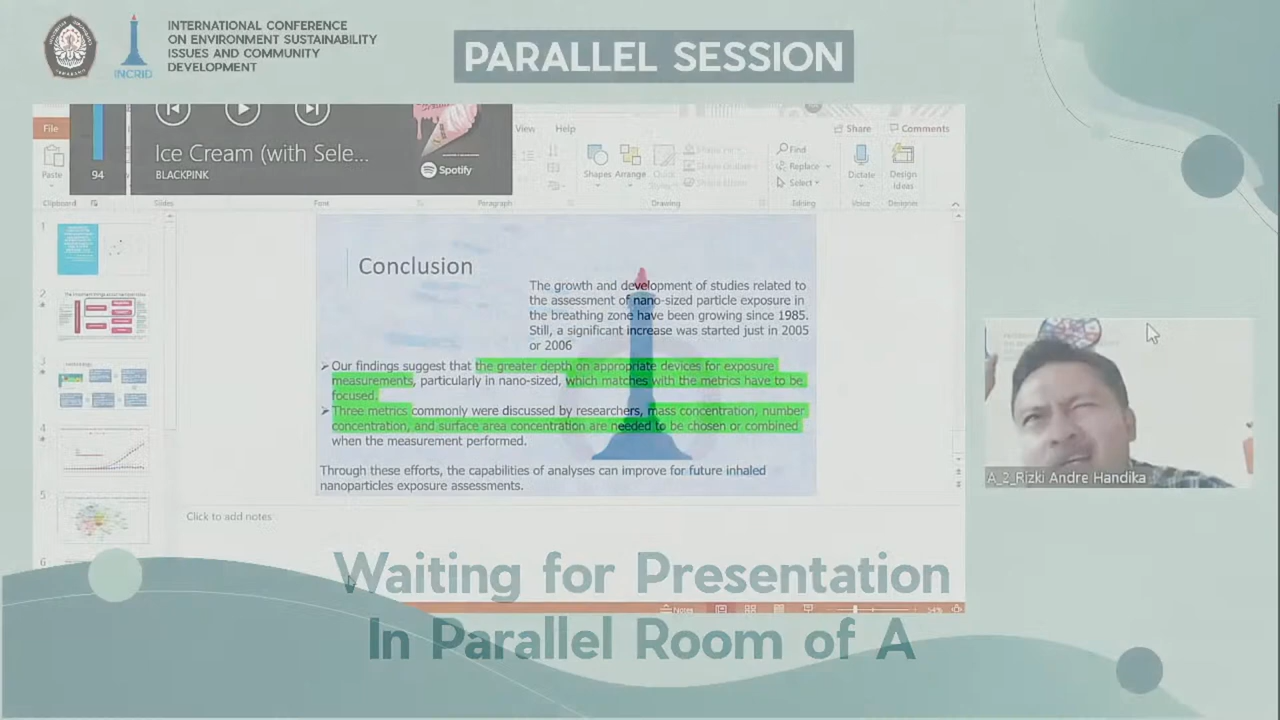 INTERNATIONAL CONFERENCE
ON ENVIRONMENT SUSTAINABILITY
ISSUES AND COMMUNITY
DEVELOPMENT
INCRID
PARALLEL SESSION
File
View
Help
Share
Comments
94
Ice Cream (with Sele...
BLACKPINK
Spotify
Paste
Shapes
Arrange
Find
Replace
Select
Dictate
Design
Ideas
Clipboard
Slides
Font
Paragraph
Drawing
Editing
Voice
Designer
1
2
3
4
5
6
Conclusion
The growth and development of studies related to
the assessment of nano-sized particle exposure in
the breathing zone have been growing since 1985.
Still, a significant increase was started just in 2005
or 2006
➢ Our findings suggest that the greater depth on appropriate devices for exposure
measurements, particularly in nano-sized, which matches with the metrics have to be
focused.
➢ Three metrics commonly were discussed by researchers, mass concentration, number
concentration, and surface area concentration are needed to be chosen or combined
when the measurement performed.
Through these efforts, the capabilities of analyses can improve for future inhaled
nanoparticles exposure assessments.
Click to add notes
Notes
54%
A_2_Rizki Andre Handika
Waiting for Presentation
In Parallel Room of A